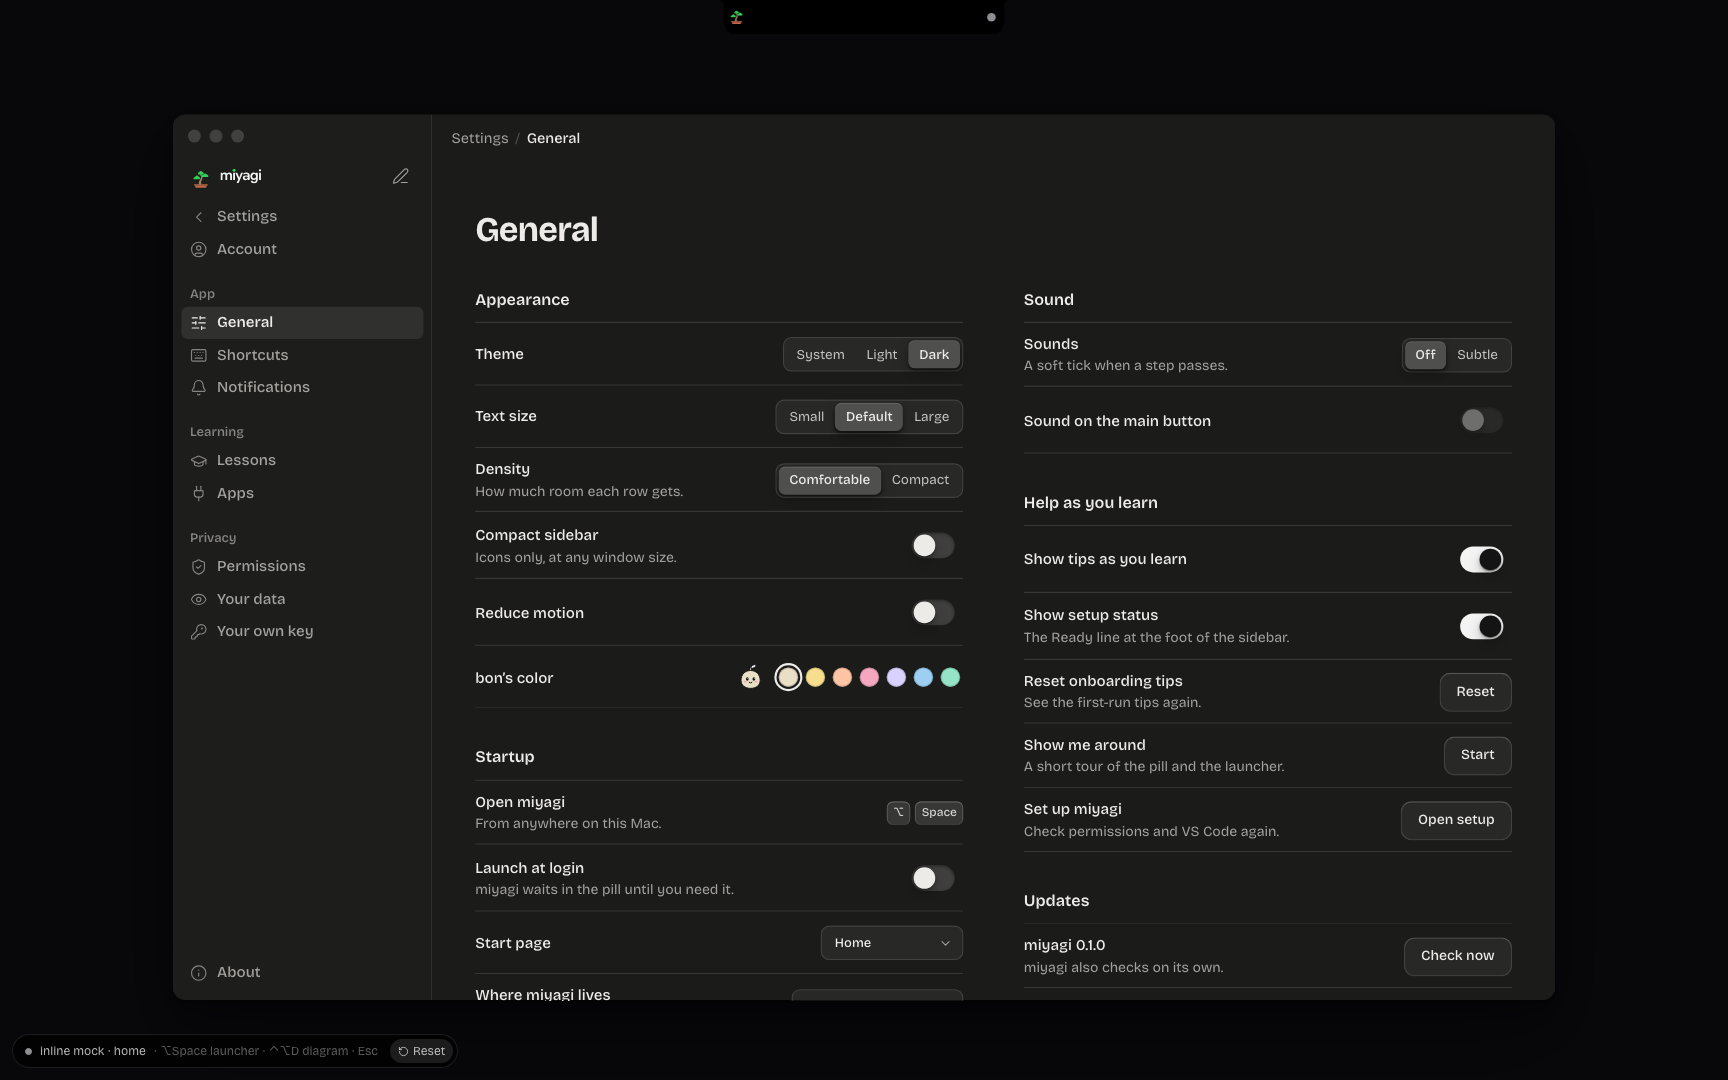 miyagi
Settings
Account
App
General
Shortcuts
Notifications
Learning
Lessons
Apps
Privacy
Permissions
Your data
Your own key
About
Settings / General
General
Appearance
Theme
System Light Dark
Text size
Small Default Large
Density
How much room each row gets.
Comfortable Compact
Compact sidebar
Icons only, at any window size.
Reduce motion
bon's color
Startup
Open miyagi
From anywhere on this Mac.
⌥ Space
Launch at login
miyagi waits in the pill until you need it.
Start page
Home
Where miyagi lives
Sound
Sounds
A soft tick when a step passes.
Off Subtle
Sound on the main button
Help as you learn
Show tips as you learn
Show setup status
The Ready line at the foot of the sidebar.
Reset onboarding tips
See the first-run tips again.
Reset
Show me around
A short tour of the pill and the launcher.
Start
Set up miyagi
Check permissions and VS Code again.
Open setup
Updates
miyagi 0.1.0
miyagi also checks on its own.
Check now
inline mock · home · ⌥Space launcher · ^⌥D diagram · Esc Reset